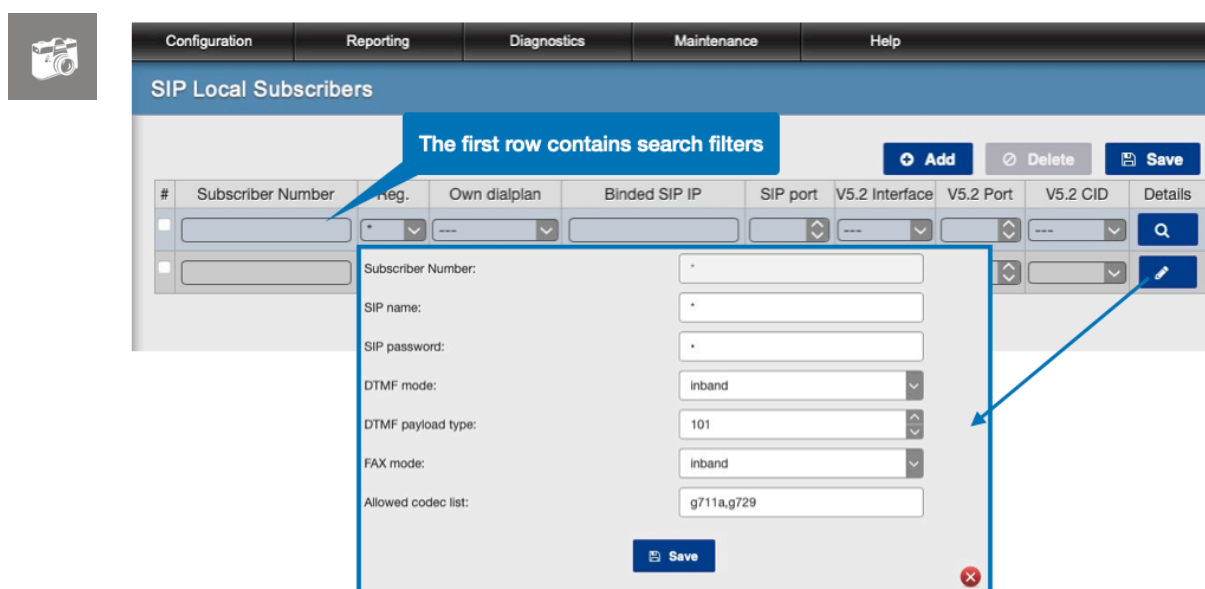 Configuration Reporting Diagnostics Maintenance Help
SIP Local Subscribers
The first row contains search filters
Add Delete Save
# Subscriber Number Reg. Own dialplan Binded SIP IP SIP port V5.2 Interface V5.2 Port V5.2 CID Details
* --- --- ---
Subscriber Number: *
SIP name: *
SIP password: •
DTMF mode: inband
DTMF payload type: 101
FAX mode: inband
Allowed codec list: g711a,g729
Save